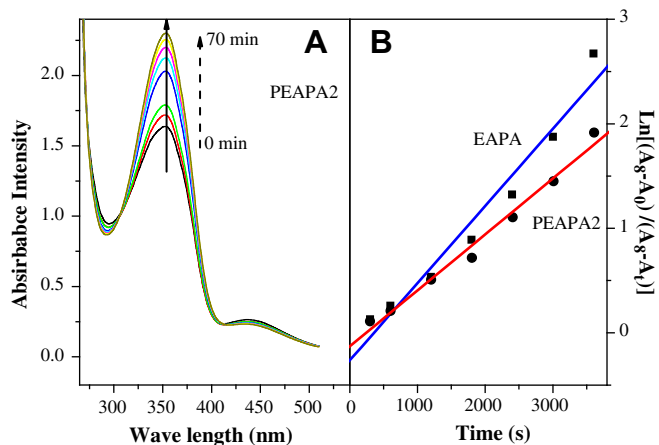 A
B
70 min
PEAPA2
0 min
Absirbabce Intensity
0.0
0.5
1.0
1.5
2.0
300
350
400
450
500
Wave length (nm)
EAPA
PEAPA2
0
1000
2000
3000
Time (s)
3
2
1
0
Ln[(A8-A0)/(A8-At)]